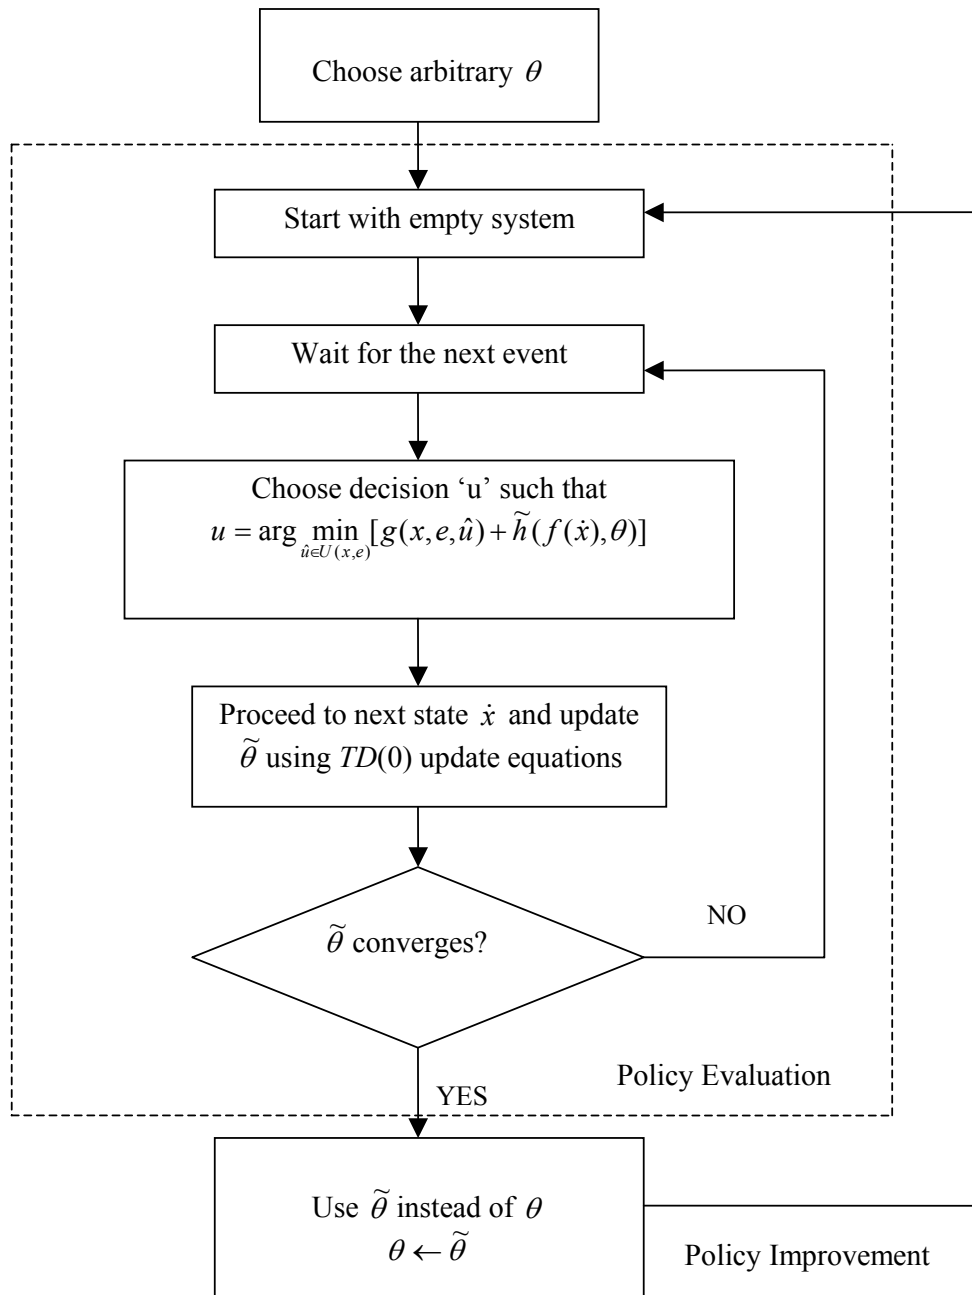 Choose arbitrary θ
Start with empty system
Wait for the next event
Choose decision ‘u’ such that
u = arg min_{û∈U(x,e)} [g(x,e,û) + h̃(f(ẋ),θ)]
Proceed to next state ẋ and update
θ̃ using TD(0) update equations
θ̃ converges?
NO
Policy Evaluation
YES
Use θ̃ instead of θ
θ ← θ̃
Policy Improvement